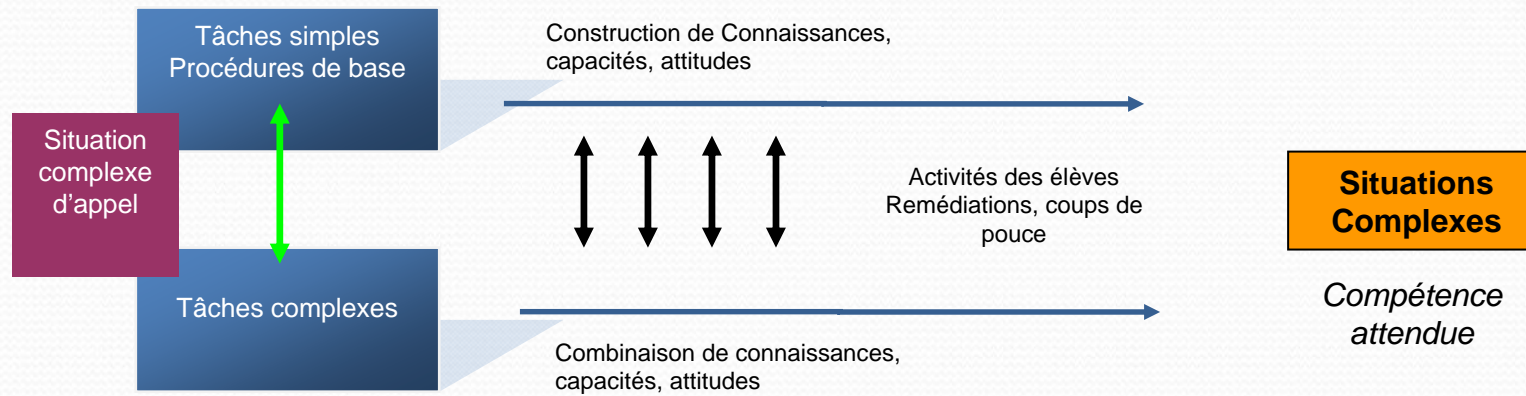 Tâches simples
Procédures de base
Construction de Connaissances,
capacités, attitudes
Situation
complexe
d'appel
Activités des élèves
Remédiations, coups de
pouce
Situations
Complexes
Tâches complexes
Compétence
attendue
Combinaison de connaissances,
capacités, attitudes